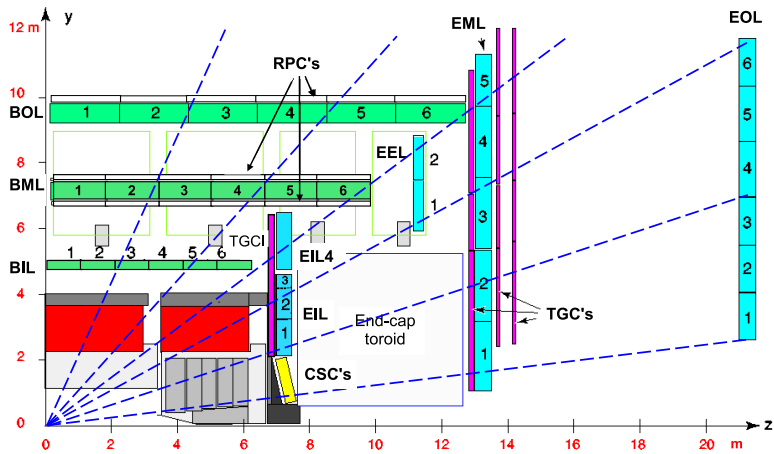 12 m
y
EML
EOL
RPC's
10
BOL
1 2 3 4 5 6
5
6
5
8
EEL
2
4
4
BML
1 2 3 4 5 6
1
3
3
6
TGCI
1 2 3 4 5 6
BIL
EIL4
2
2
4
3
2
EIL
End-cap
toroid
TGC's
1
1
1
2
CSC's
0
z
0 2 4 6 8 10 12 14 16 18 20 m
m